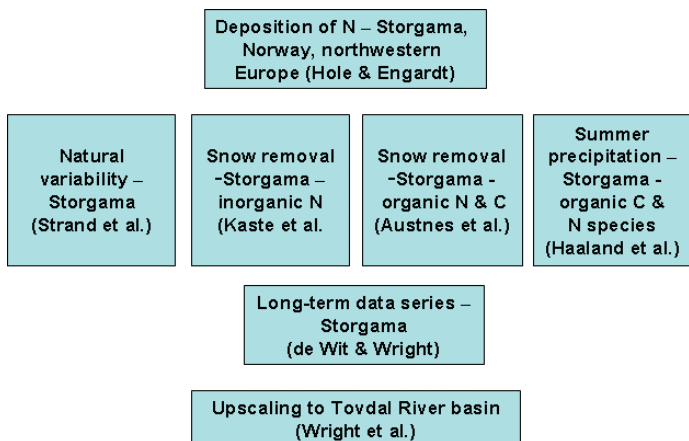 Deposition of N – Storgama,
Norway, northwestern
Europe (Hole & Engardt)
Natural
variability –
Storgama
(Strand et al.)
Snow removal
-Storgama –
inorganic N
(Kaste et al.
Snow removal
-Storgama -
organic N & C
(Austnes et al.)
Summer
precipitation –
Storgama -
organic C &
N species
(Haaland et al.)
Long-term data series –
Storgama
(de Wit & Wright)
Upscaling to Tovdal River basin
(Wright et al.)